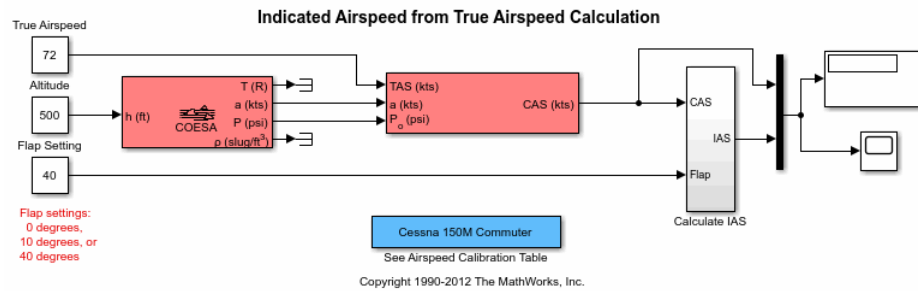 Indicated Airspeed from True Airspeed Calculation
True Airspeed
72
Altitude
500
Flap Setting
40
Flap settings:
0 degrees,
10 degrees, or
40 degrees
h (ft)
COESA
T (R)
a (kts)
P (psi)
ρ (slug/ft³)
TAS (kts)
a (kts)
P₀ (psi)
CAS (kts)
CAS
IAS
Flap
Calculate IAS
Cessna 150M Commuter
See Airspeed Calibration Table
Copyright 1990-2012 The MathWorks, Inc.